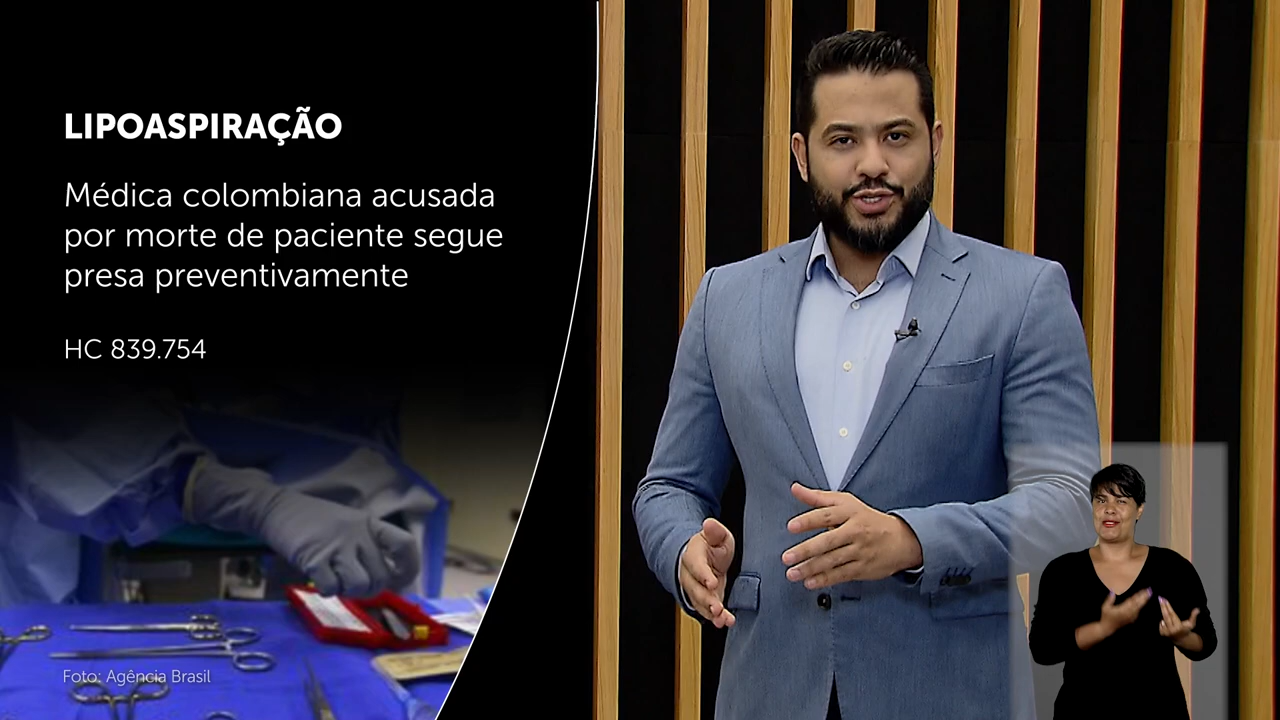 LIPOASPIRAÇÃO
Médica colombiana acusada
por morte de paciente segue
presa preventivamente
HC 839.754
Foto: Agência Brasil